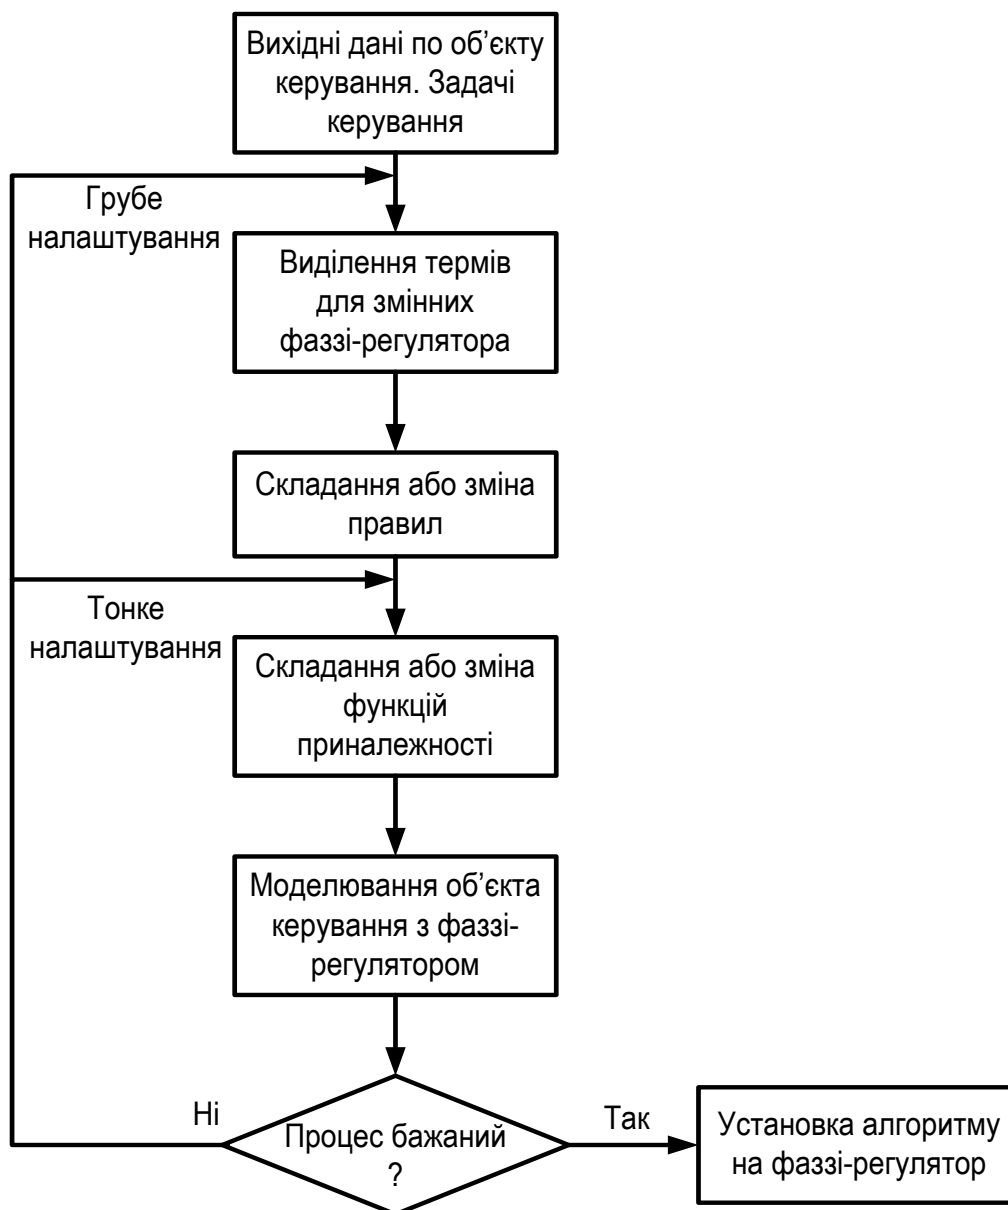 Вихідні дані по об’єкту
керування. Задачі
керування
Грубе
налаштування
Виділення термів
для змінних
фаззі-регулятора
Складання або зміна
правил
Тонке
налаштування
Складання або зміна
функцій
приналежності
Моделювання об’єкта
керування з фаззі-
регулятором
Ні
Процес бажаний
?
Так
Установка алгоритму
на фаззі-регулятор